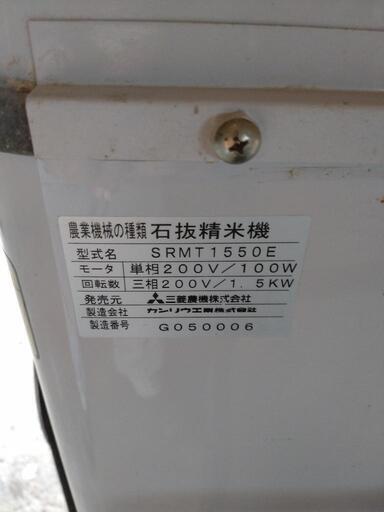 農業機械の種類 石抜精米機
型式名 SRMT1550E
モータ 単相200V/100W
回転数 三相200V/1.5KW
発売元 三菱農機株式会社
製造会社 カンリウ工業株式会社
製造番号 G050006